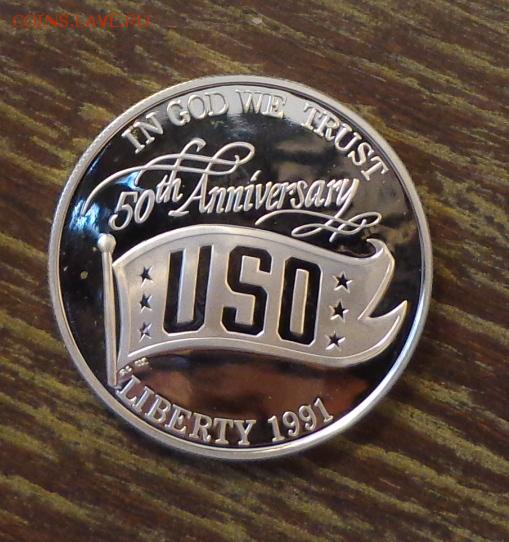 COINS.LAVE.RU
IN GOD WE TRUST
50th Anniversary
USO
LIBERTY 1991